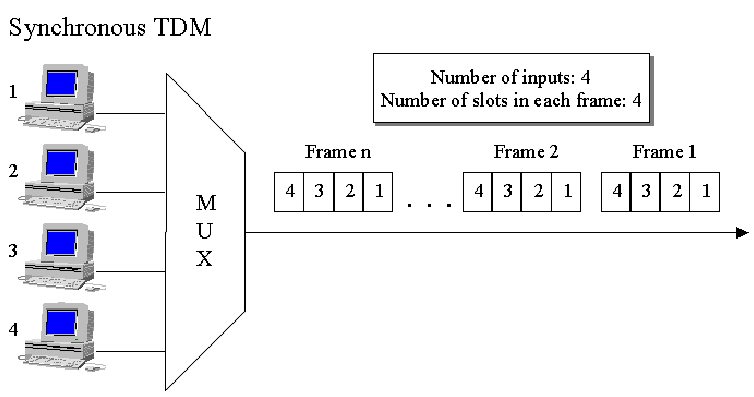 Synchronous TDM
Number of inputs: 4
Number of slots in each frame: 4
1
2
3
4
M
U
X
Frame n
Frame 2
Frame 1
4 3 2 1 . . . 4 3 2 1 4 3 2 1